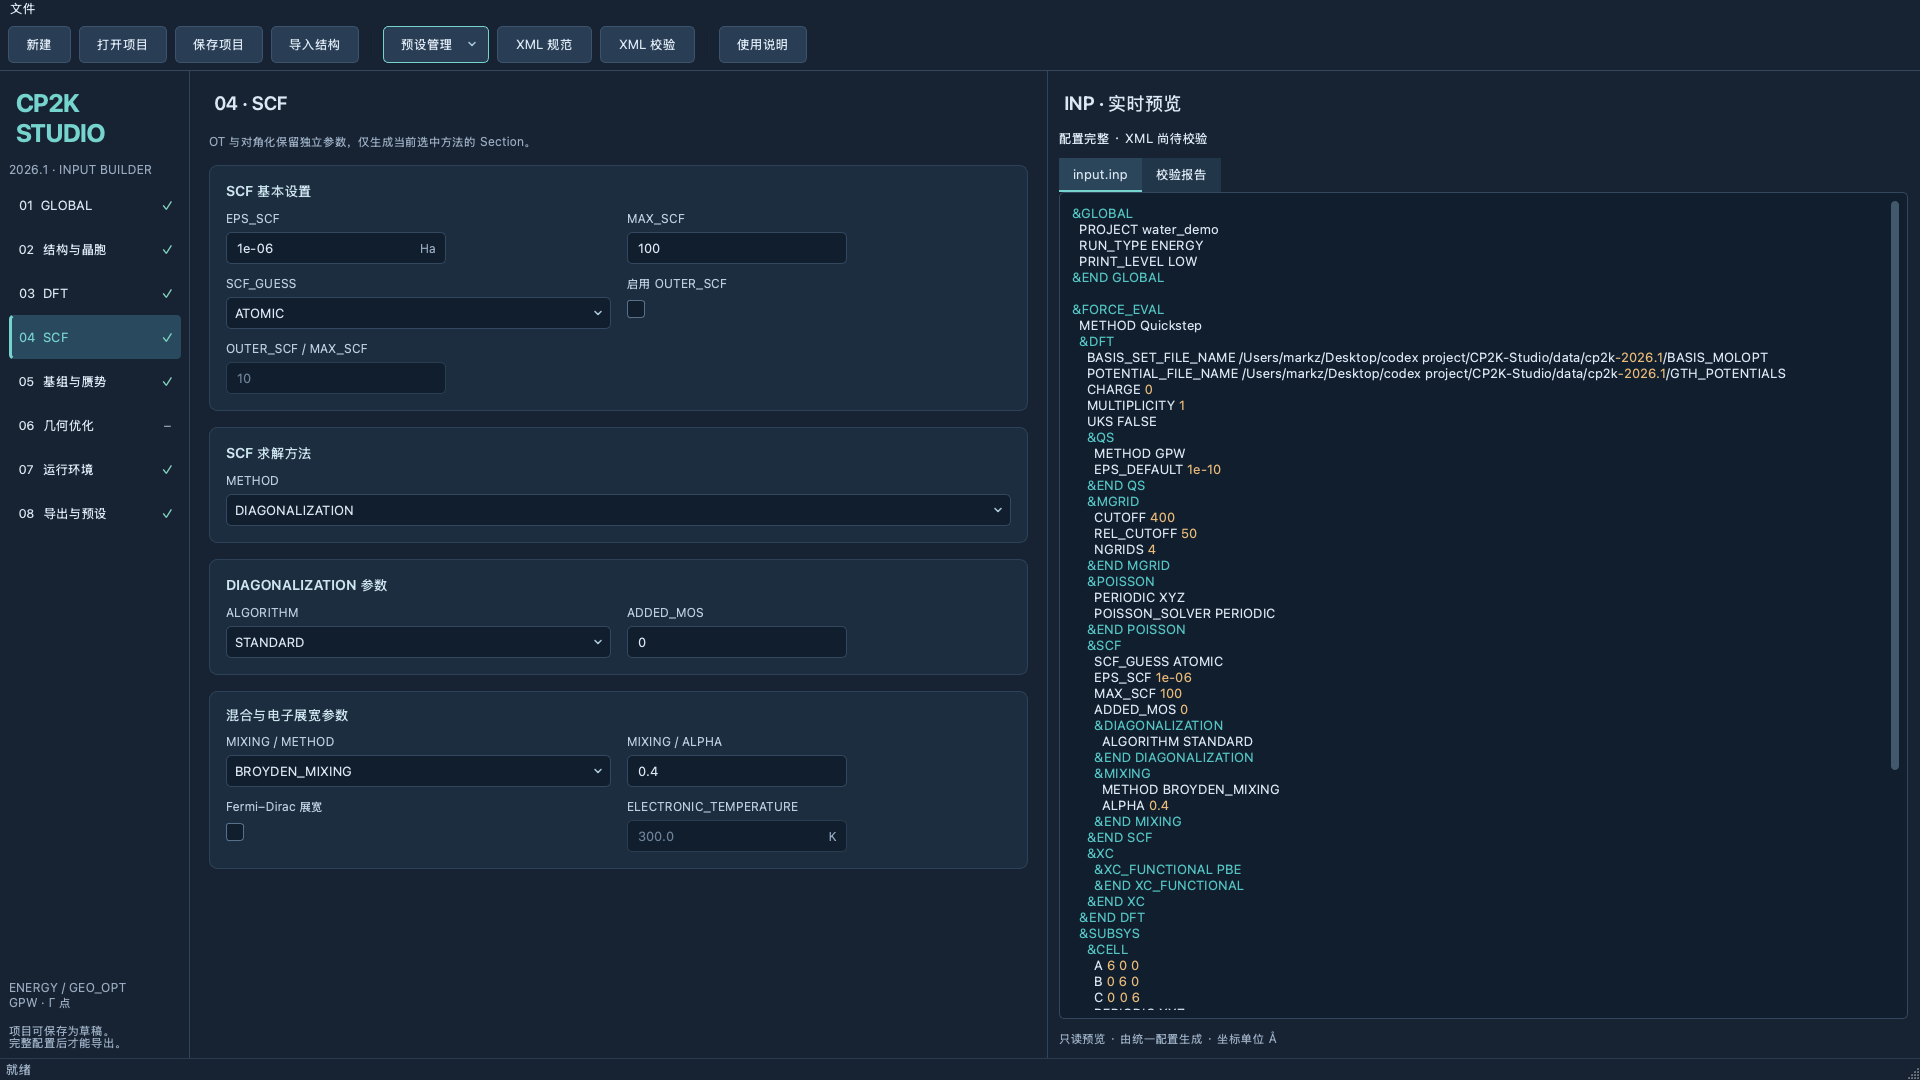 文件
新建
打开项目
保存项目
导入结构
预设管理
XML 规范
XML 校验
使用说明
CP2K
STUDIO
2026.1 · INPUT BUILDER
01 GLOBAL
02 结构与晶胞
03 DFT
04 SCF
05 基组与赝势
06 几何优化
07 运行环境
08 导出与预设
ENERGY / GEO_OPT
GPW · Γ 点
项目可保存为草稿。
完整配置后才能导出。
就绪
04 · SCF
OT 与对角化保留独立参数，仅生成当前选中方法的 Section。
SCF 基本设置
EPS_SCF
MAX_SCF
1e-06 Ha
100
SCF_GUESS
启用 OUTER_SCF
ATOMIC
OUTER_SCF / MAX_SCF
10
SCF 求解方法
METHOD
DIAGONALIZATION
DIAGONALIZATION 参数
ALGORITHM
ADDED_MOS
STANDARD
0
混合与电子展宽参数
MIXING / METHOD
MIXING / ALPHA
BROYDEN_MIXING
0.4
Fermi–Dirac 展宽
ELECTRONIC_TEMPERATURE
300.0 K
INP · 实时预览
配置完整 · XML 尚待校验
input.inp
校验报告
&GLOBAL
PROJECT water_demo
RUN_TYPE ENERGY
PRINT_LEVEL LOW
&END GLOBAL
&FORCE_EVAL
METHOD Quickstep
&DFT
BASIS_SET_FILE_NAME /Users/markz/Desktop/codex project/CP2K-Studio/data/cp2k-2026.1/BASIS_MOLOPT
POTENTIAL_FILE_NAME /Users/markz/Desktop/codex project/CP2K-Studio/data/cp2k-2026.1/GTH_POTENTIALS
CHARGE 0
MULTIPLICITY 1
UKS FALSE
&QS
METHOD GPW
EPS_DEFAULT 1e-10
&END QS
&MGRID
CUTOFF 400
REL_CUTOFF 50
NGRIDS 4
&END MGRID
&POISSON
PERIODIC XYZ
POISSON_SOLVER PERIODIC
&END POISSON
&SCF
SCF_GUESS ATOMIC
EPS_SCF 1e-06
MAX_SCF 100
ADDED_MOS 0
&DIAGONALIZATION
ALGORITHM STANDARD
&END DIAGONALIZATION
&MIXING
METHOD BROYDEN_MIXING
ALPHA 0.4
&END MIXING
&END SCF
&XC
&XC_FUNCTIONAL PBE
&END XC_FUNCTIONAL
&END XC
&END DFT
&SUBSYS
&CELL
A 6 0 0
B 0 6 0
C 0 0 6
只读预览 · 由统一配置生成 · 坐标单位 Å